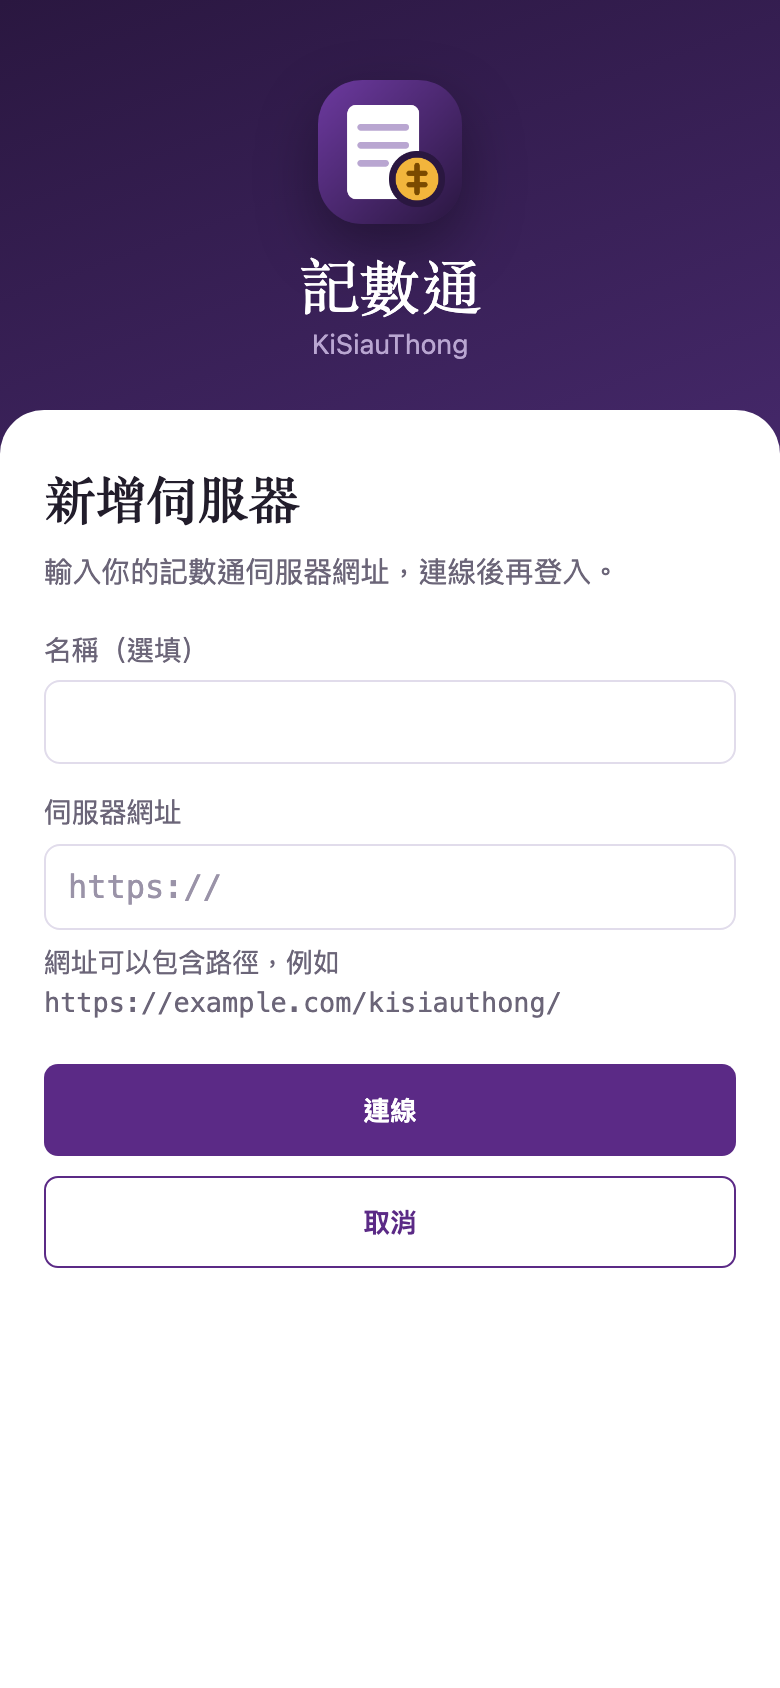 記數通
KiSiauThong
新增伺服器
輸入你的記數通伺服器網址，連線後再登入。
名稱（選填）
伺服器網址
https://
網址可以包含路徑，例如
https://example.com/kisiauthong/
連線
取消